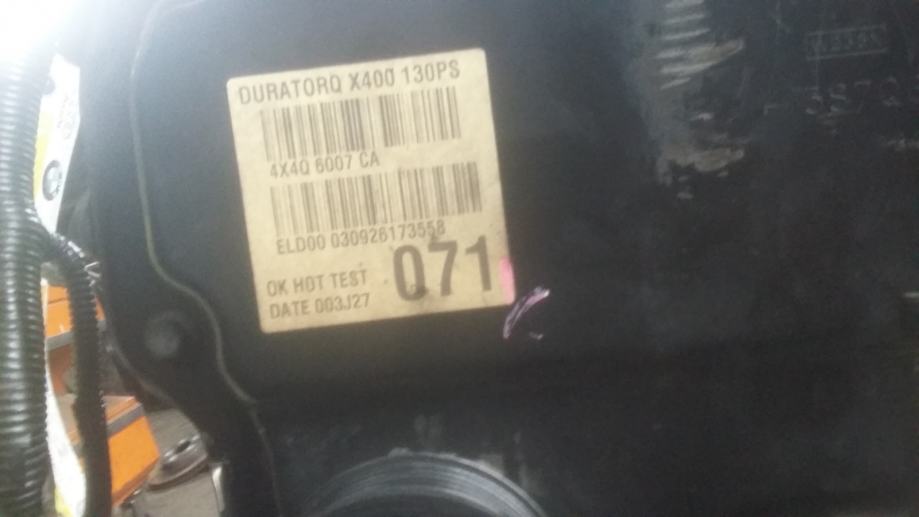 DURATORQ X400 130PS
4X4Q 6007 CA
ELD00 030926173558
071
OK HOT TEST
DATE 003J27